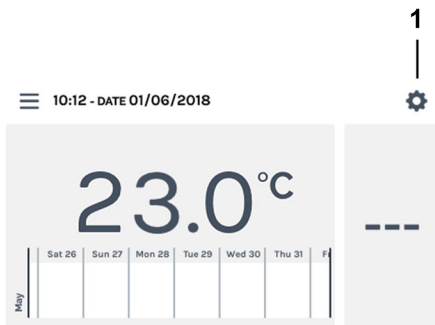 1
10:12 - DATE 01/06/2018
23.0°C
---
Sat 26 Sun 27 Mon 28 Tue 29 Wed 30 Thu 31
May